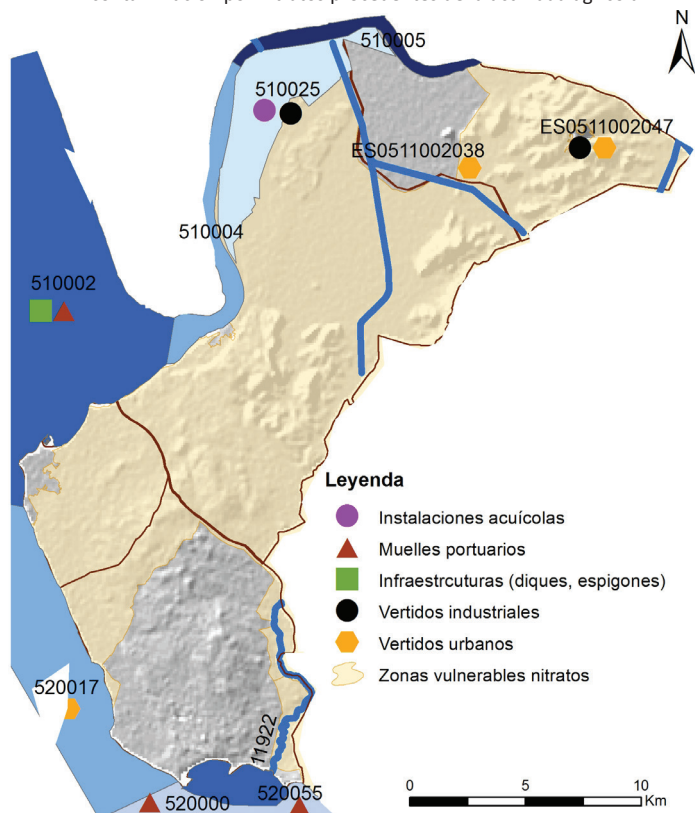 N
510005
510025
ES0511002047
ES0511002038
510004
510002
Leyenda
Instalaciones acuícolas
Muelles portuarios
Infraestrcuturas (diques, espigones)
Vertidos industriales
Vertidos urbanos
Zonas vulnerables nitratos
520017
11922
520000
520055
0 5 10
Km